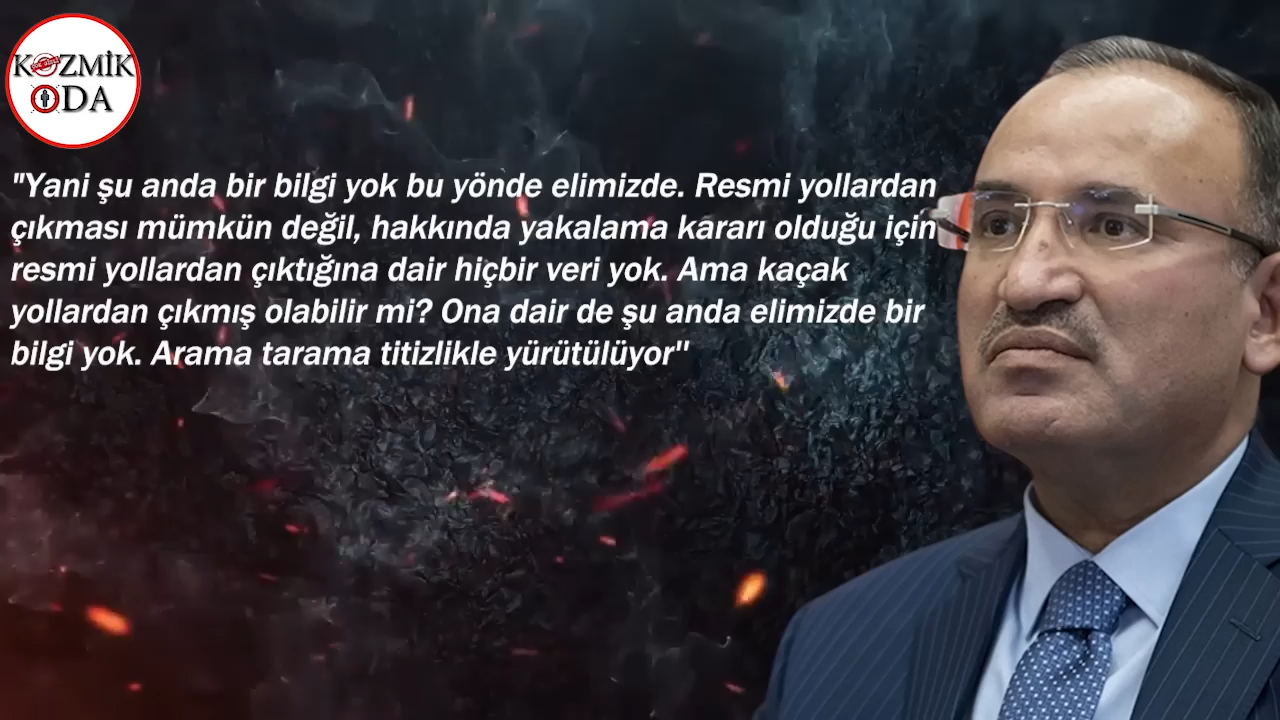 KOZMİK
ODA
"Yani şu anda bir bilgi yok bu yönde elimizde. Resmi yollardan
çıkması mümkün değil, hakkında yakalama kararı olduğu için
resmi yollardan çıktığına dair hiçbir veri yok. Ama kaçak
yollardan çıkmış olabilir mi? Ona dair de şu anda elimizde bir
bilgi yok. Arama tarama titizlikle yürütülüyor"